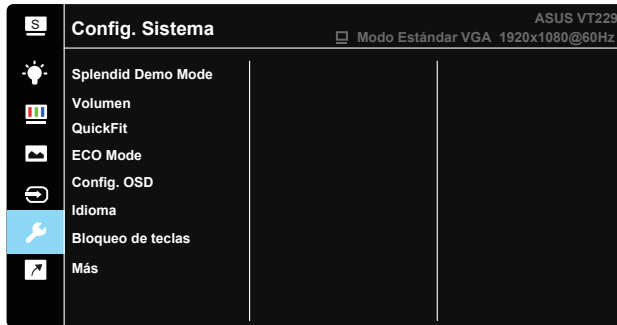 S
Config. Sistema
ASUS VT229
Modo Estándar VGA 1920x1080@60Hz
Splendid Demo Mode
Volumen
QuickFit
ECO Mode
Config. OSD
Idioma
Bloqueo de teclas
Más